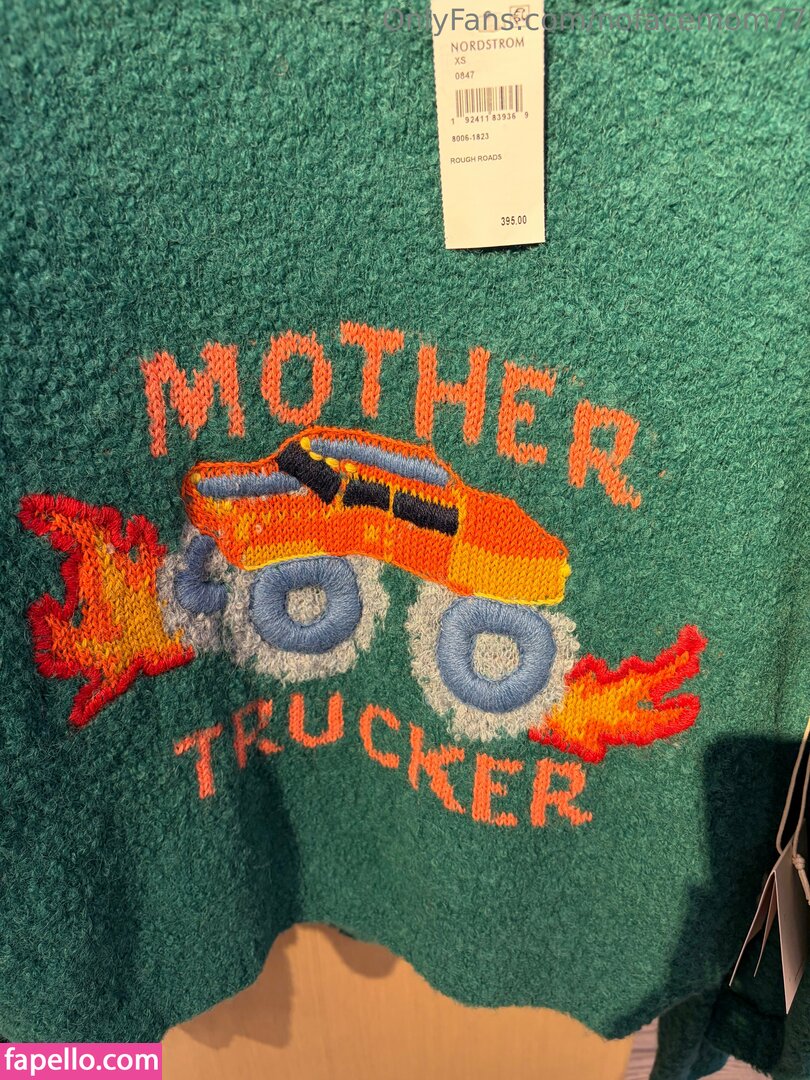 OnlyFans.com/nofacemom77
NORDSTROM
XS
0847
1 92411 83936 9
8006-1823
ROUGH ROADS
395.00
MOTHER
TRUCKER
fapello.com